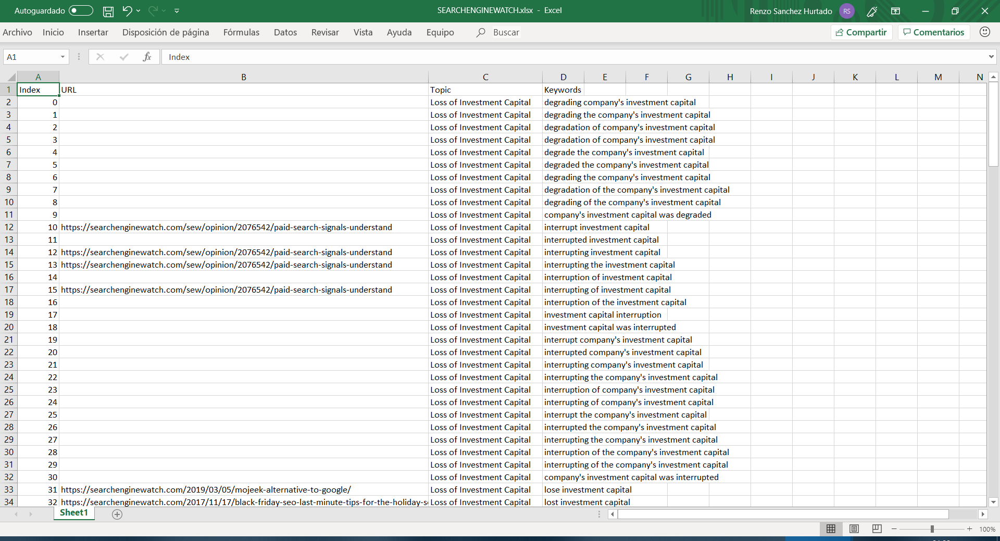 Autoguardado SEARCHENGINEWATCH.xlsx - Excel Renzo Sanchez Hurtado RS
Archivo Inicio Insertar Disposición de página Fórmulas Datos Revisar Vista Ayuda Equipo Buscar Compartir Comentarios
A1 fx Index
A B C D E F G H I J K L M N
1 Index URL Topic Keywords
2 0 Loss of Investment Capital degrading company's investment capital
3 1 Loss of Investment Capital degrading the company's investment capital
4 2 Loss of Investment Capital degradation of company's investment capital
5 3 Loss of Investment Capital degradation of company's investment capital
6 4 Loss of Investment Capital degrade the company's investment capital
7 5 Loss of Investment Capital degraded the company's investment capital
8 6 Loss of Investment Capital degrading the company's investment capital
9 7 Loss of Investment Capital degradation of the company's investment capital
10 8 Loss of Investment Capital degrading of the company's investment capital
11 9 Loss of Investment Capital company's investment capital was degraded
12 10 https://searchenginewatch.com/sew/opinion/2076542/paid-search-signals-understand Loss of Investment Capital interrupt investment capital
13 11 Loss of Investment Capital interrupted investment capital
14 12 https://searchenginewatch.com/sew/opinion/2076542/paid-search-signals-understand Loss of Investment Capital interrupting investment capital
15 13 https://searchenginewatch.com/sew/opinion/2076542/paid-search-signals-understand Loss of Investment Capital interrupting the investment capital
16 14 Loss of Investment Capital interruption of investment capital
17 15 https://searchenginewatch.com/sew/opinion/2076542/paid-search-signals-understand Loss of Investment Capital interrupting of investment capital
18 16 Loss of Investment Capital interruption of the investment capital
19 17 Loss of Investment Capital investment capital interruption
20 18 Loss of Investment Capital investment capital was interrupted
21 19 Loss of Investment Capital interrupt company's investment capital
22 20 Loss of Investment Capital interrupted company's investment capital
23 21 Loss of Investment Capital interrupting company's investment capital
24 22 Loss of Investment Capital interrupting the company's investment capital
25 23 Loss of Investment Capital interruption of company's investment capital
26 24 Loss of Investment Capital interrupting of company's investment capital
27 25 Loss of Investment Capital interrupt the company's investment capital
28 26 Loss of Investment Capital interrupted the company's investment capital
29 27 Loss of Investment Capital interrupting the company's investment capital
30 28 Loss of Investment Capital interruption of the company's investment capital
31 29 Loss of Investment Capital interrupting of the company's investment capital
32 30 Loss of Investment Capital company's investment capital was interrupted
33 31 https://searchenginewatch.com/2019/03/05/mojeek-alternative-to-google/ Loss of Investment Capital lose investment capital
34 32 https://searchenginewatch.com/2017/11/17/black-friday-seo-last-minute-tips-for-the-holiday-s Loss of Investment Capital lost investment capital
Sheet1
100%